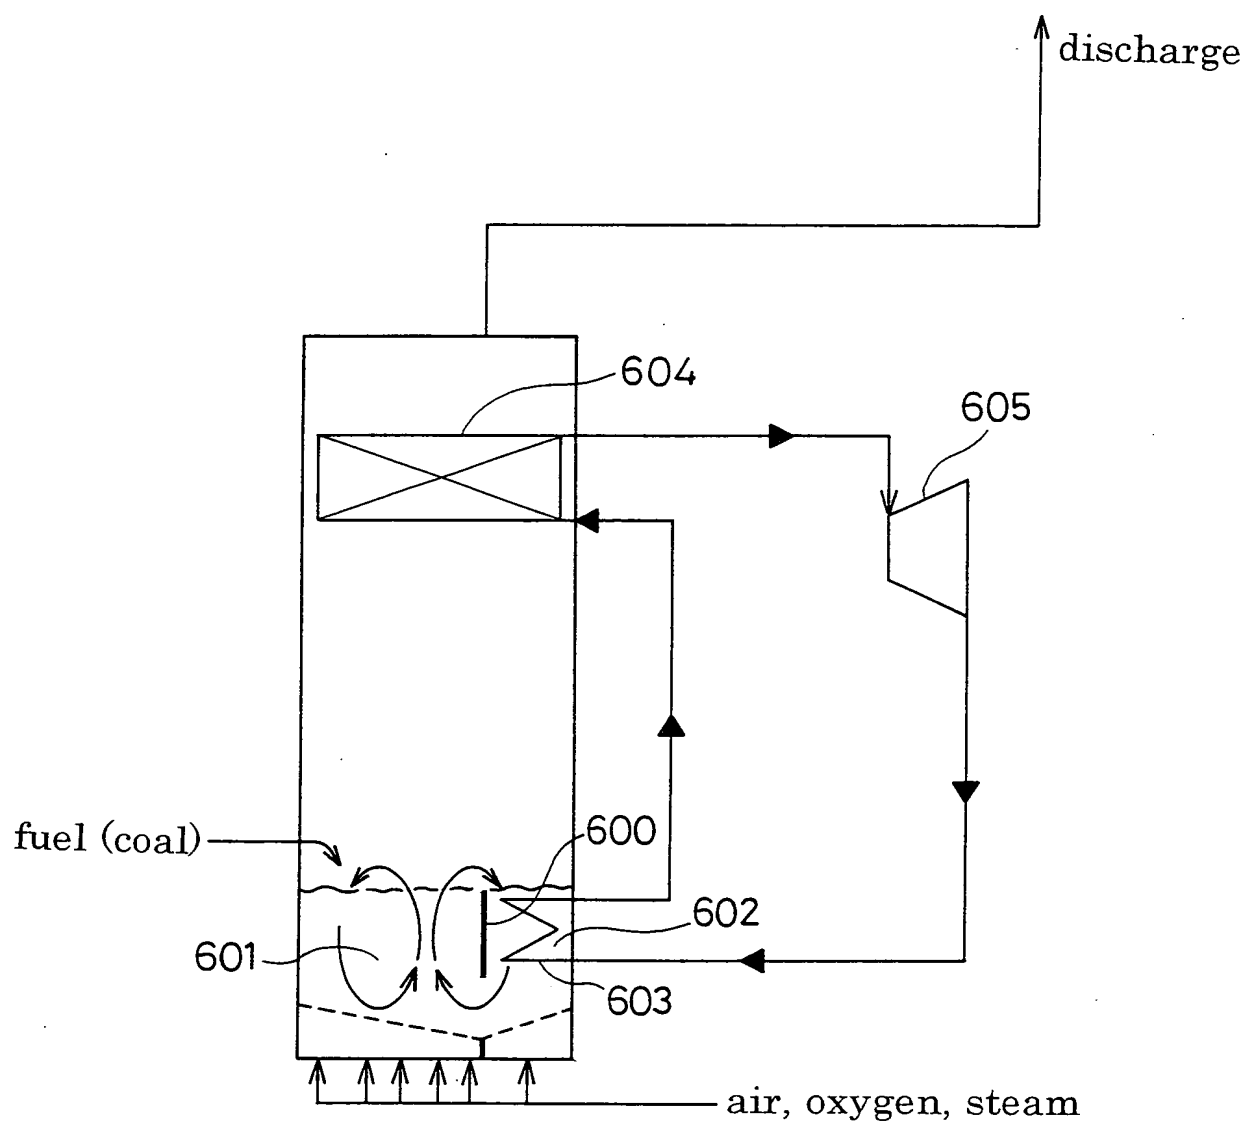 discharge
604
605
fuel (coal)
600
602
601
603
air, oxygen, steam